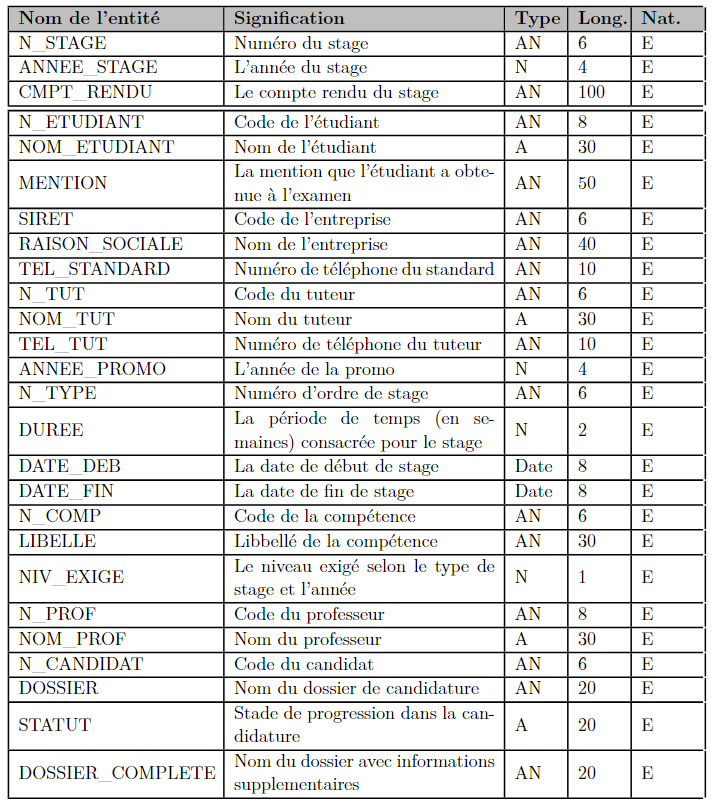 Nom de l'entité Signification Type Long. Nat.
N_STAGE Numéro du stage AN 6 E
ANNEE_STAGE L'année du stage N 4 E
CMPT_RENDU Le compte rendu du stage AN 100 E
N_ETUDIANT Code de l'étudiant AN 8 E
NOM_ETUDIANT Nom de l'étudiant A 30 E
La mention que l'étudiant a obte-
MENTION AN 50 E
nue à l'examen
SIRET Code de l'entreprise AN 6 E
RAISON_SOCIALE Nom de l'entreprise AN 40 E
TEL_STANDARD Numéro de téléphone du standard AN 10 E
N_TUT Code du tuteur AN 6 E
NOM_TUT Nom du tuteur A 30 E
TEL_TUT Numéro de téléphone du tuteur AN 10 E
ANNEE_PROMO L'année de la promo N 4 E
N_TYPE Numéro d'ordre de stage AN 6 E
La période de temps (en se-
DUREE N 2 E
maines) consacrée pour le stage
DATE_DEB La date de début de stage Date 8 E
DATE_FIN La date de fin de stage Date 8 E
N_COMP Code de la compétence AN 6 E
LIBELLE Libbellé de la compétence AN 30 E
Le niveau exigé selon le type de
NIV_EXIGE N 1 E
stage et l'année
N_PROF Code du professeur AN 8 E
NOM_PROF Nom du professeur A 30 E
N_CANDIDAT Code du candidat AN 6 E
DOSSIER Nom du dossier de candidature AN 20 E
Stade de progression dans la can-
STATUT A 20 E
didature
Nom du dossier avec informations
DOSSIER_COMPLETE AN 20 E
supplementaires